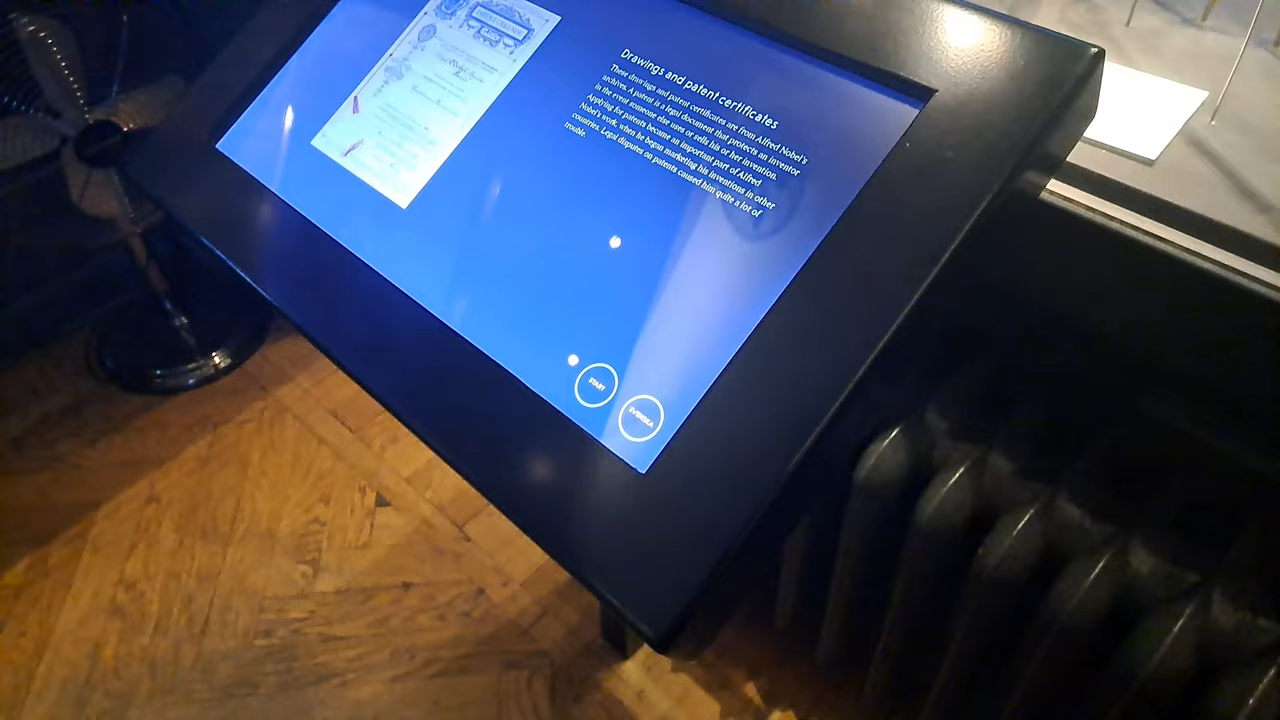 Drawings and patent certificates
These drawings and patent certificates are from Alfred Nobel's
archives. A patent is a legal document that protects an inventor
in the event someone else uses or sells his or her invention.
Applying for patents became an important part of Alfred
Nobel's work, when he began marketing his inventions in other
countries. Legal disputes on patents caused him quite a lot of
trouble.
START
SVENSKA